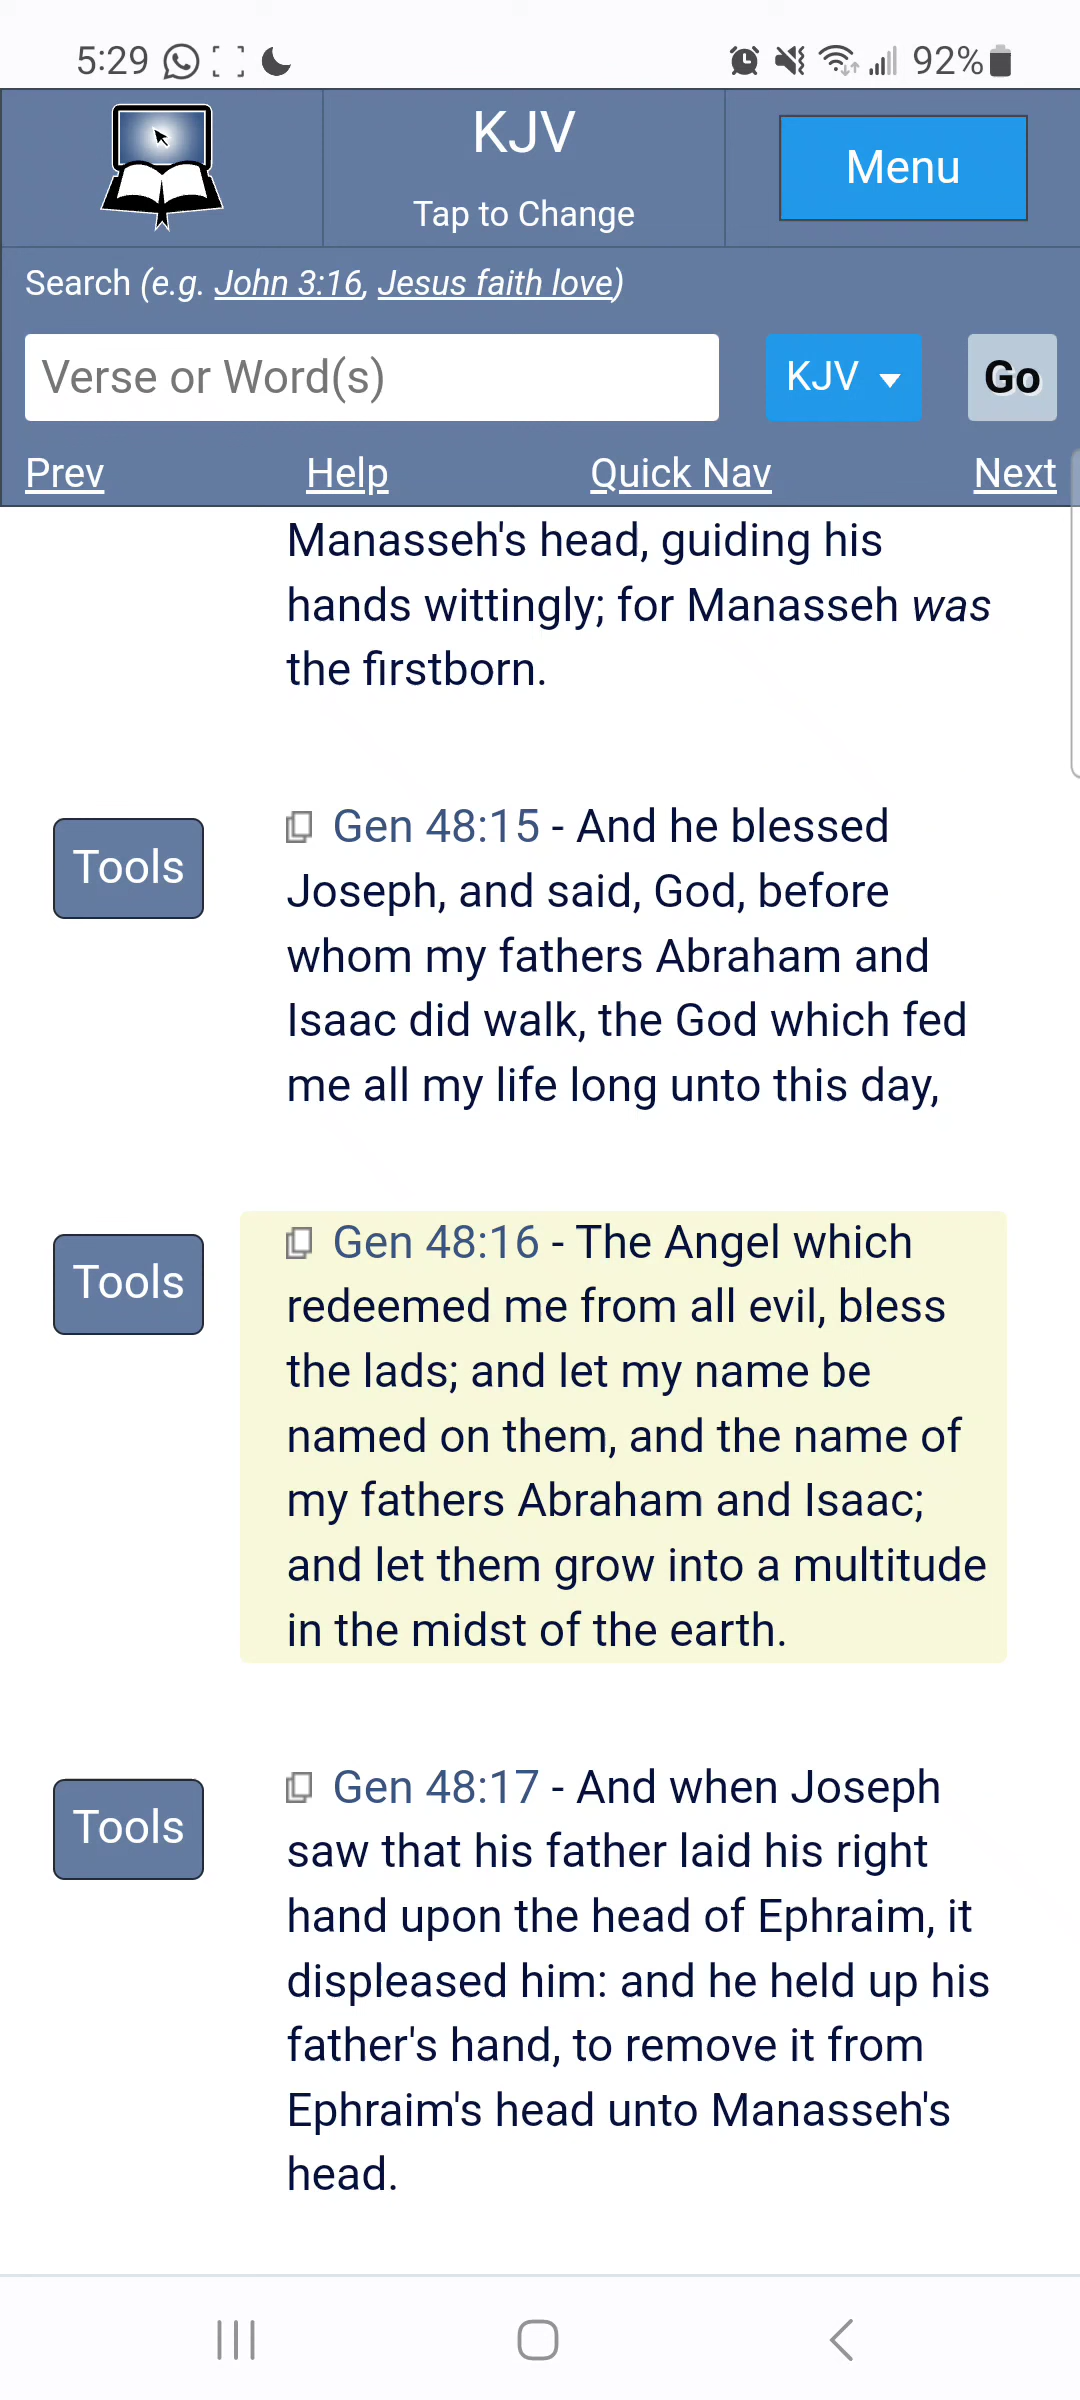 5:29 92%
KJV
Tap to Change
Menu
Search (e.g. John 3:16, Jesus faith love)
Verse or Word(s)
KJV
Go
Prev Help Quick Nav Next
Manasseh's head, guiding his
hands wittingly; for Manasseh was
the firstborn.
Tools
Gen 48:15 - And he blessed
Joseph, and said, God, before
whom my fathers Abraham and
Isaac did walk, the God which fed
me all my life long unto this day,
Tools
Gen 48:16 - The Angel which
redeemed me from all evil, bless
the lads; and let my name be
named on them, and the name of
my fathers Abraham and Isaac;
and let them grow into a multitude
in the midst of the earth.
Tools
Gen 48:17 - And when Joseph
saw that his father laid his right
hand upon the head of Ephraim, it
displeased him: and he held up his
father's hand, to remove it from
Ephraim's head unto Manasseh's
head.